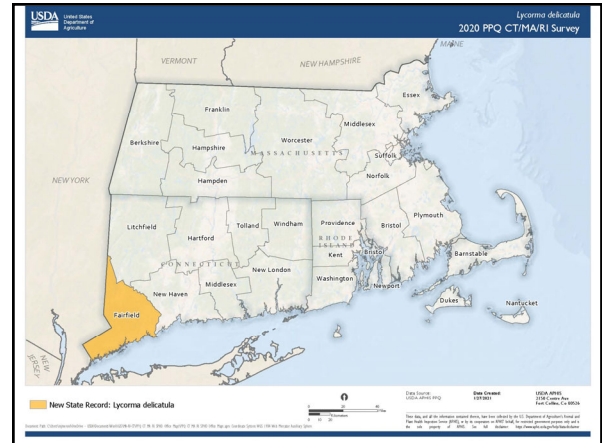 USDA
United States
Department of
Agriculture
Lycorma delicatula
2020 PPQ CT/MA/RI Survey
MAINE
VERMONT
NEW HAMPSHIRE
Essex
Franklin
Middlesex
Berkshire
Hampshire
Worcester
MASSACHUSETTS
Suffolk
Hampden
Norfolk
NEW YORK
Plymouth
Litchfield
Hartford
Tolland
Windham
Providence
Bristol
RHODE
ISLAND
Kent
Bristol
Barnstable
CONNECTICUT
New London
Washington
Newport
New Haven
Middlesex
Dukes
Nantucket
Fairfield
NEW
JERSEY
New State Record: Lycorma delicatula
Data Source:
USDA APHIS PPQ
Date Created:
USDA APHIS
2150 Centre Ave
Fort Collins, Co 80526